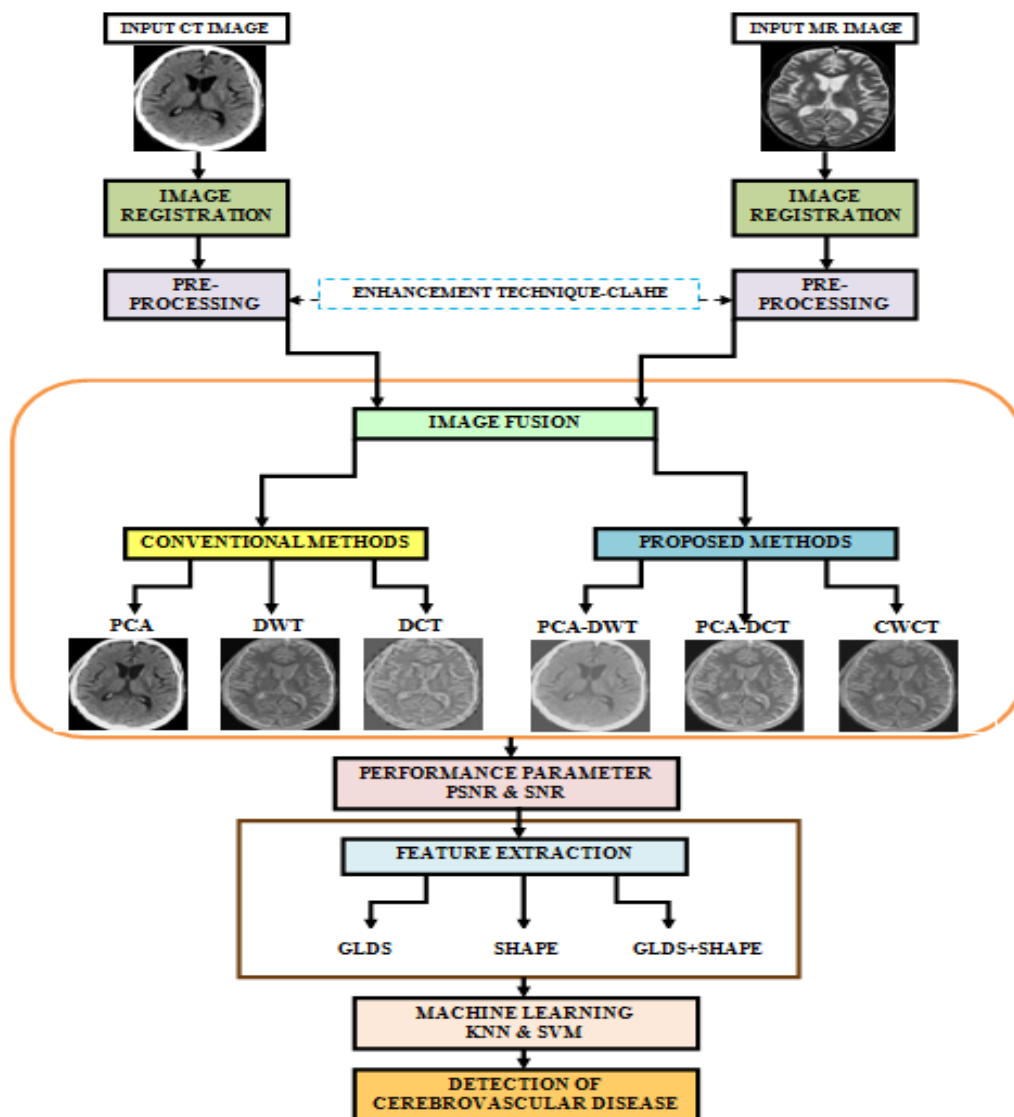 INPUT CT IMAGE
INPUT MR IMAGE
IMAGE
REGISTRATION
IMAGE
REGISTRATION
PRE-
PROCESSING
ENHANCEMENT TECHNIQUE-CLAHE
PRE-
PROCESSING
IMAGE FUSION
CONVENTIONAL METHODS
PROPOSED METHODS
PCA
DWT
DCT
PCA-DWT
PCA-DCT
CWCT
PERFORMANCE PARAMETER
PSNR & SNR
FEATURE EXTRACTION
GLDS
SHAPE
GLDS+SHAPE
MACHINE LEARNING
KNN & SVM
DETECTION OF
CEREBROVASCULAR DISEASE